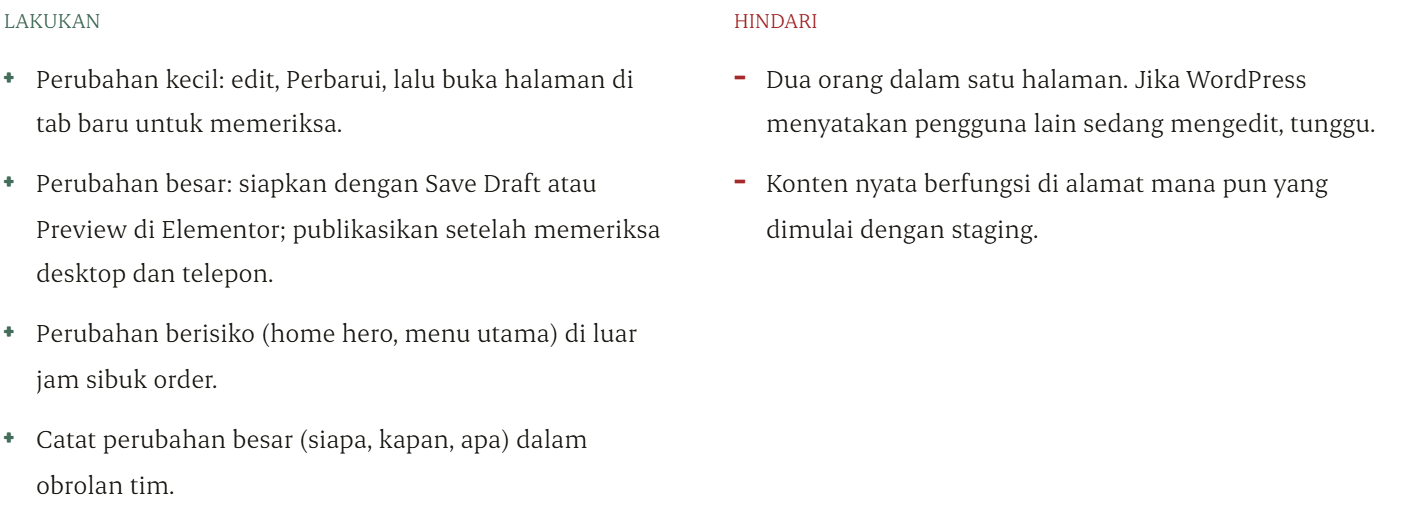 LAKUKAN
+ Perubahan kecil: edit, Perbarui, lalu buka halaman di
tab baru untuk memeriksa.
+ Perubahan besar: siapkan dengan Save Draft atau
Preview di Elementor; publikasikan setelah memeriksa
desktop dan telepon.
+ Perubahan berisiko (home hero, menu utama) di luar
jam sibuk order.
+ Catat perubahan besar (siapa, kapan, apa) dalam
obrolan tim.
HINDARI
- Dua orang dalam satu halaman. Jika WordPress
menyatakan pengguna lain sedang mengedit, tunggu.
- Konten nyata berfungsi di alamat mana pun yang
dimulai dengan staging.